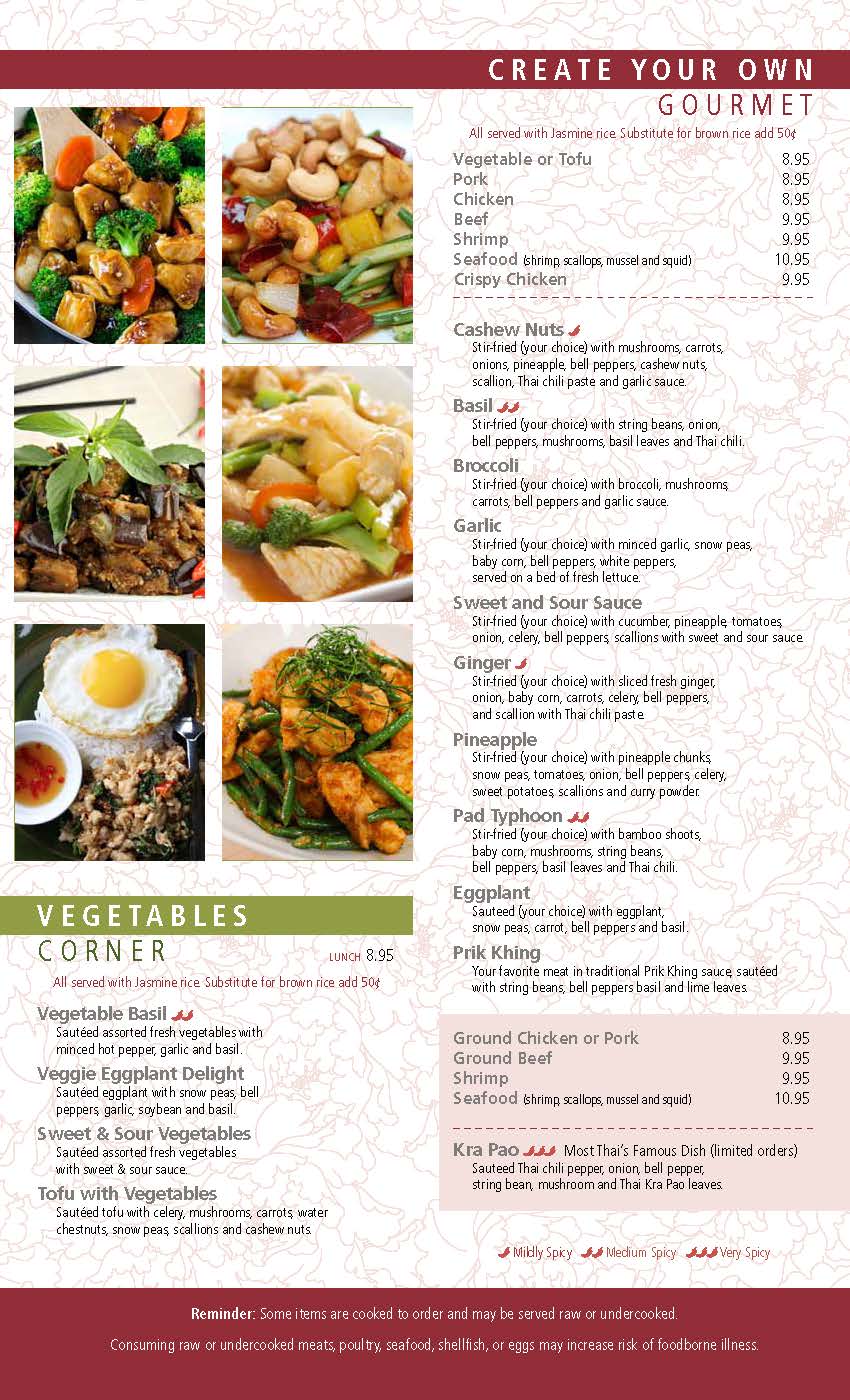 CREATE YOUR OWN
GOURMET
All served with Jasmine rice. Substitute for brown rice add 50¢
Vegetable or Tofu 8.95
Pork 8.95
Chicken 8.95
Beef 9.95
Shrimp 9.95
Seafood (shrimp, scallops, mussel and squid) 10.95
Crispy Chicken 9.95
Cashew Nuts
Stir-fried (your choice) with mushrooms, carrots,
onions, pineapple, bell peppers, cashew nuts,
scallion, Thai chili paste and garlic sauce.
Basil
Stir-fried (your choice) with string beans, onion,
bell peppers, mushrooms, basil leaves and Thai chili.
Broccoli
Stir-fried (your choice) with broccoli, mushrooms,
carrots, bell peppers and garlic sauce.
Garlic
Stir-fried (your choice) with minced garlic, snow peas,
baby corn, bell peppers, white peppers,
served on a bed of fresh lettuce.
Sweet and Sour Sauce
Stir-fried (your choice) with cucumber, pineapple, tomatoes,
onion, celery, bell peppers, scallions with sweet and sour sauce.
Ginger
Stir-fried (your choice) with sliced fresh ginger,
onion, baby corn, carrots, celery, bell peppers,
and scallion with Thai chili paste.
Pineapple
Stir-fried (your choice) with pineapple chunks,
snow peas, tomatoes, onion, bell peppers, celery,
sweet potatoes, scallions and curry powder.
Pad Typhoon
Stir-fried (your choice) with bamboo shoots,
baby corn, mushrooms, string beans,
bell peppers, basil leaves and Thai chili.
Eggplant
Sauteed (your choice) with eggplant,
snow peas, carrot, bell peppers and basil.
Prik Khing
Your favorite meat in traditional Prik Khing sauce, sautéed
with string beans, bell peppers basil and lime leaves.
Ground Chicken or Pork 8.95
Ground Beef 9.95
Shrimp 9.95
Seafood (shrimp, scallops, mussel and squid) 10.95
Kra Pao Most Thai's Famous Dish (limited orders)
Sauteed Thai chili pepper, onion, bell pepper,
string bean, mushroom and Thai Kra Pao leaves.
Mildly Spicy Medium Spicy Very Spicy
VEGETABLES
CORNER LUNCH 8.95
All served with Jasmine rice. Substitute for brown rice add 50¢
Vegetable Basil
Sautéed assorted fresh vegetables with
minced hot pepper, garlic and basil.
Veggie Eggplant Delight
Sautéed eggplant with snow peas, bell
peppers, garlic, soybean and basil.
Sweet & Sour Vegetables
Sautéed assorted fresh vegetables
with sweet & sour sauce.
Tofu with Vegetables
Sautéed tofu with celery, mushrooms, carrots, water
chestnuts, snow peas, scallions and cashew nuts.
Reminder: Some items are cooked to order and may be served raw or undercooked.
Consuming raw or undercooked meats, poultry, seafood, shellfish, or eggs may increase risk of foodborne illness.